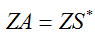 ZA = ZS*